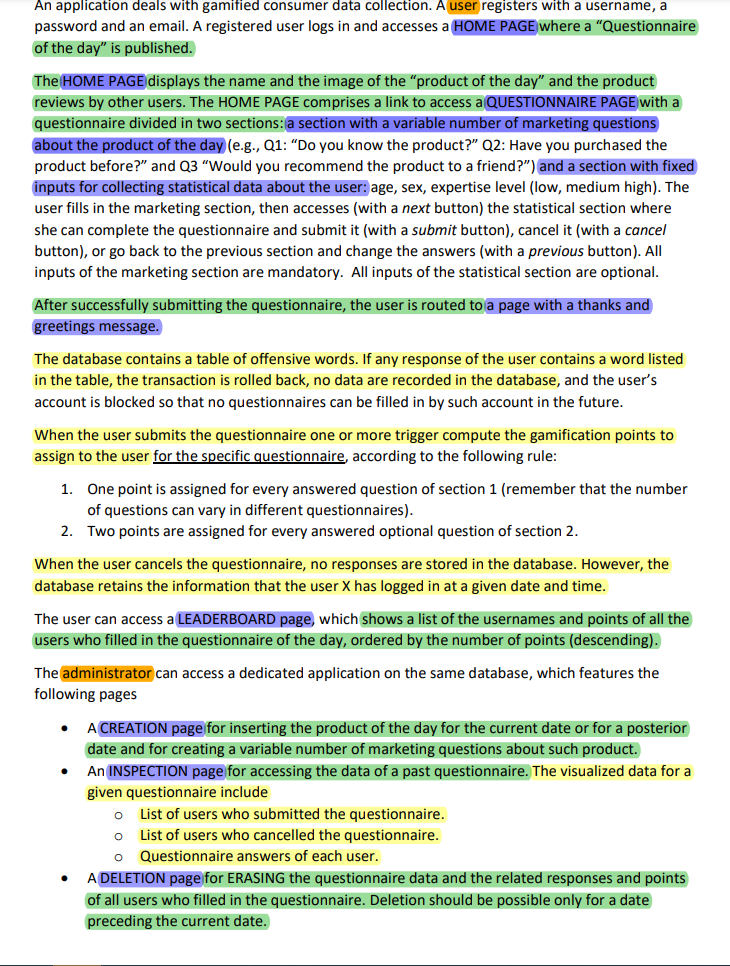 An application deals with gamified consumer data collection. A user registers with a username, a
password and an email. A registered user logs in and accesses a HOME PAGE where a “Questionnaire
of the day” is published.
The HOME PAGE displays the name and the image of the “product of the day” and the product
reviews by other users. The HOME PAGE comprises a link to access a QUESTIONNAIRE PAGE with a
questionnaire divided in two sections: a section with a variable number of marketing questions
about the product of the day (e.g., Q1: “Do you know the product?” Q2: Have you purchased the
product before?” and Q3 “Would you recommend the product to a friend?”) and a section with fixed
inputs for collecting statistical data about the user: age, sex, expertise level (low, medium high). The
user fills in the marketing section, then accesses (with a next button) the statistical section where
she can complete the questionnaire and submit it (with a submit button), cancel it (with a cancel
button), or go back to the previous section and change the answers (with a previous button). All
inputs of the marketing section are mandatory.  All inputs of the statistical section are optional.
After successfully submitting the questionnaire, the user is routed to a page with a thanks and
greetings message.
The database contains a table of offensive words. If any response of the user contains a word listed
in the table, the transaction is rolled back, no data are recorded in the database, and the user’s
account is blocked so that no questionnaires can be filled in by such account in the future.
When the user submits the questionnaire one or more trigger compute the gamification points to
assign to the user for the specific questionnaire, according to the following rule:
1. One point is assigned for every answered question of section 1 (remember that the number
of questions can vary in different questionnaires).
2. Two points are assigned for every answered optional question of section 2.
When the user cancels the questionnaire, no responses are stored in the database. However, the
database retains the information that the user X has logged in at a given date and time.
The user can access a LEADERBOARD page, which shows a list of the usernames and points of all the
users who filled in the questionnaire of the day, ordered by the number of points (descending).
The administrator can access a dedicated application on the same database, which features the
following pages
• A CREATION page for inserting the product of the day for the current date or for a posterior
date and for creating a variable number of marketing questions about such product.
• An INSPECTION page for accessing the data of a past questionnaire. The visualized data for a
given questionnaire include
o List of users who submitted the questionnaire.
o List of users who cancelled the questionnaire.
o Questionnaire answers of each user.
• A DELETION page for ERASING the questionnaire data and the related responses and points
of all users who filled in the questionnaire. Deletion should be possible only for a date
preceding the current date.